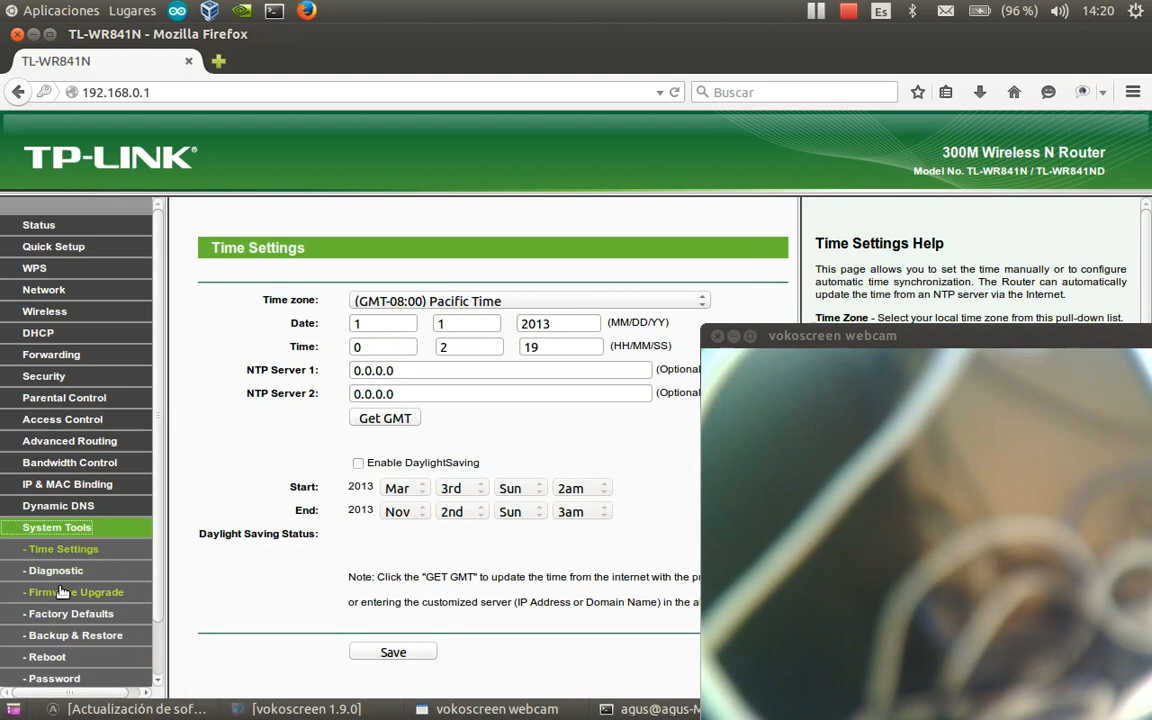 Aplicaciones Lugares Es (96 %) 14:20
TL-WR841N - Mozilla Firefox
TL-WR841N
192.168.0.1 Buscar
TP-LINK®
300M Wireless N Router
Model No. TL-WR841N / TL-WR841ND
Status
Quick Setup
WPS
Network
Wireless
DHCP
Forwarding
Security
Parental Control
Access Control
Advanced Routing
Bandwidth Control
IP & MAC Binding
Dynamic DNS
System Tools
- Time Settings
- Diagnostic
- Firmware Upgrade
- Factory Defaults
- Backup & Restore
- Reboot
- Password
Time Settings
Time zone: (GMT-08:00) Pacific Time
Date: 1 1 2013 (MM/DD/YY)
Time: 0 2 19 (HH/MM/SS)
NTP Server 1: 0.0.0.0 (Optional
NTP Server 2: 0.0.0.0 (Optional
Get GMT
Enable DaylightSaving
Start: 2013 Mar 3rd Sun 2am
End: 2013 Nov 2nd Sun 3am
Daylight Saving Status:
Note: Click the "GET GMT" to update the time from the internet with the p
or entering the customized server (IP Address or Domain Name) in the a
Save
Time Settings Help
This page allows you to set the time manually or to configure
automatic time synchronization. The Router can automatically
update the time from an NTP server via the Internet.
Time Zone - Select your local time zone from this pull-down list.
vokoscreen webcam
[Actualización de sof... [vokoscreen 1.9.0] vokoscreen webcam agus@agus-M